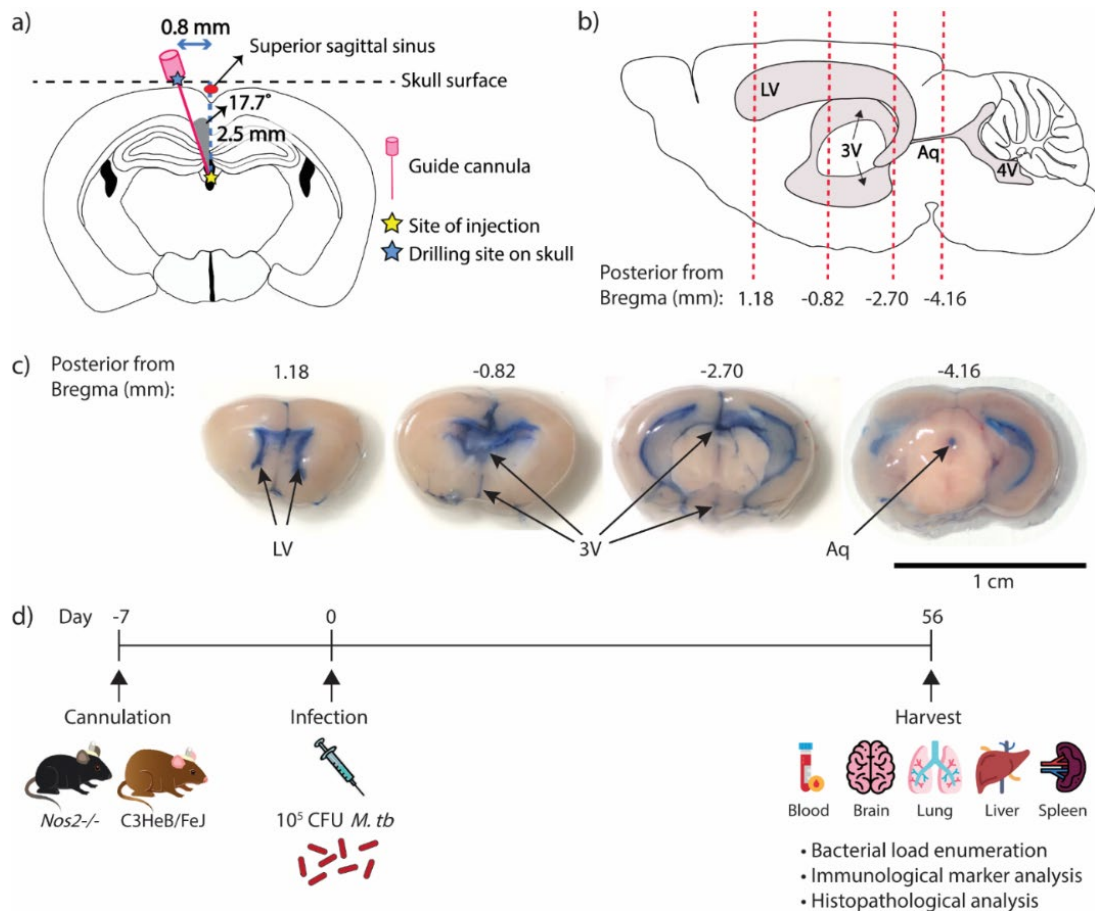 a)
0.8 mm
Superior sagittal sinus
Skull surface
17.7°
2.5 mm
Guide cannula
Site of injection
Drilling site on skull
b)
LV
3V
Aq
4V
Posterior from
Bregma (mm):
1.18
-0.82
-2.70
-4.16
c)
Posterior from
Bregma (mm):
1.18
-0.82
-2.70
-4.16
LV
3V
Aq
1 cm
d)
Day
-7
0
56
Cannulation
Infection
Harvest
Nos2-/-
C3HeB/FeJ
10⁵ CFU M. tb
Blood
Brain
Lung
Liver
Spleen
• Bacterial load enumeration
• Immunological marker analysis
• Histopathological analysis